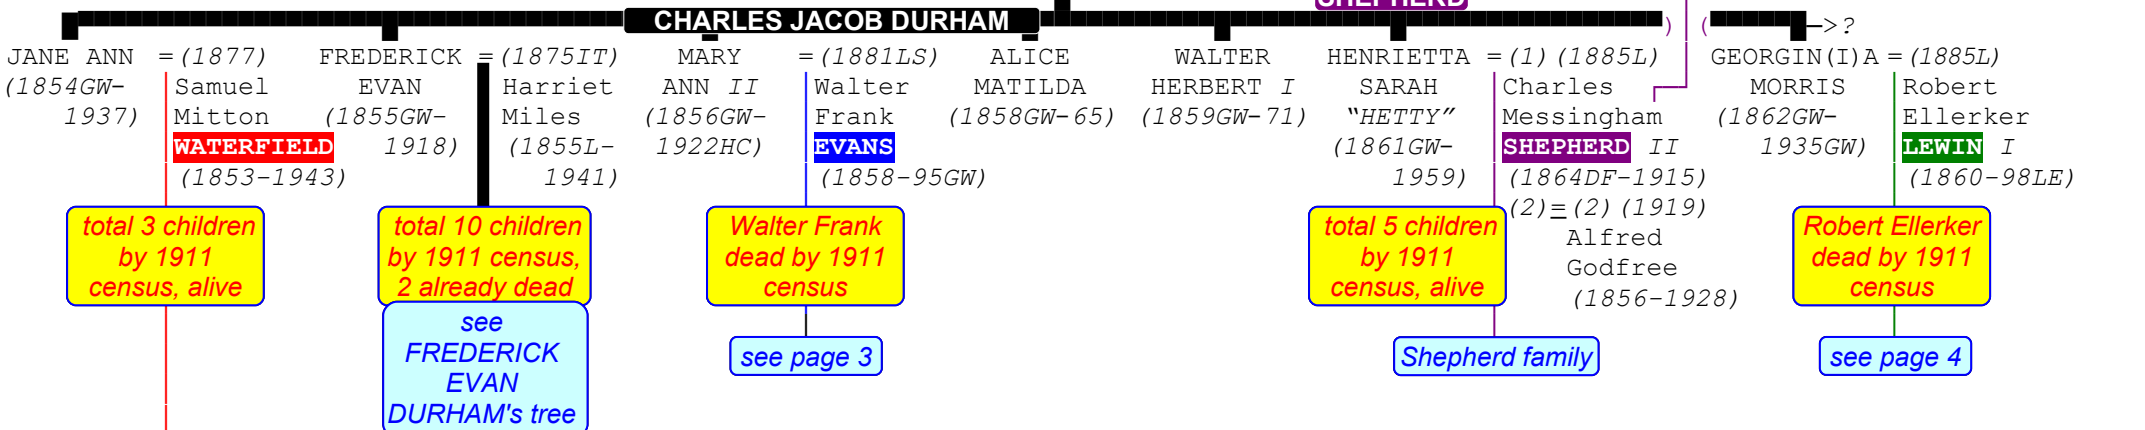 SHEPHERD
CHARLES JACOB DURHAM
) ( —>?
JANE ANN =(1877) FREDERICK =(1875IT) MARY =(1881LS) ALICE WALTER HENRIETTA =(1)(1885L) GEORGIN(I)A =(1885L)
(1854GW- Samuel EVAN Harriet ANN II Walter MATILDA HERBERT I SARAH Charles MORRIS Robert
1937) Mitton (1855GW- Miles (1856GW- Frank (1858GW-65) (1859GW-71) “HETTY” Messingham (1862GW- Ellerker
WATERFIELD 1918) (1855L- 1922HC) EVANS (1861GW- SHEPHERD II 1935GW) LEWIN I
(1853-1943) 1941) (1858-95GW) 1959) (1864DF-1915) (1860-98LE)
total 3 children total 10 children Walter Frank total 5 children (2)=(2)(1919) Robert Ellerker
by 1911 by 1911 census, dead by 1911 by 1911 Alfred dead by 1911
census, alive 2 already dead census census, alive Godfree census
(1856-1928)
see
FREDERICK see page 3 Shepherd family see page 4
EVAN
DURHAM's tree